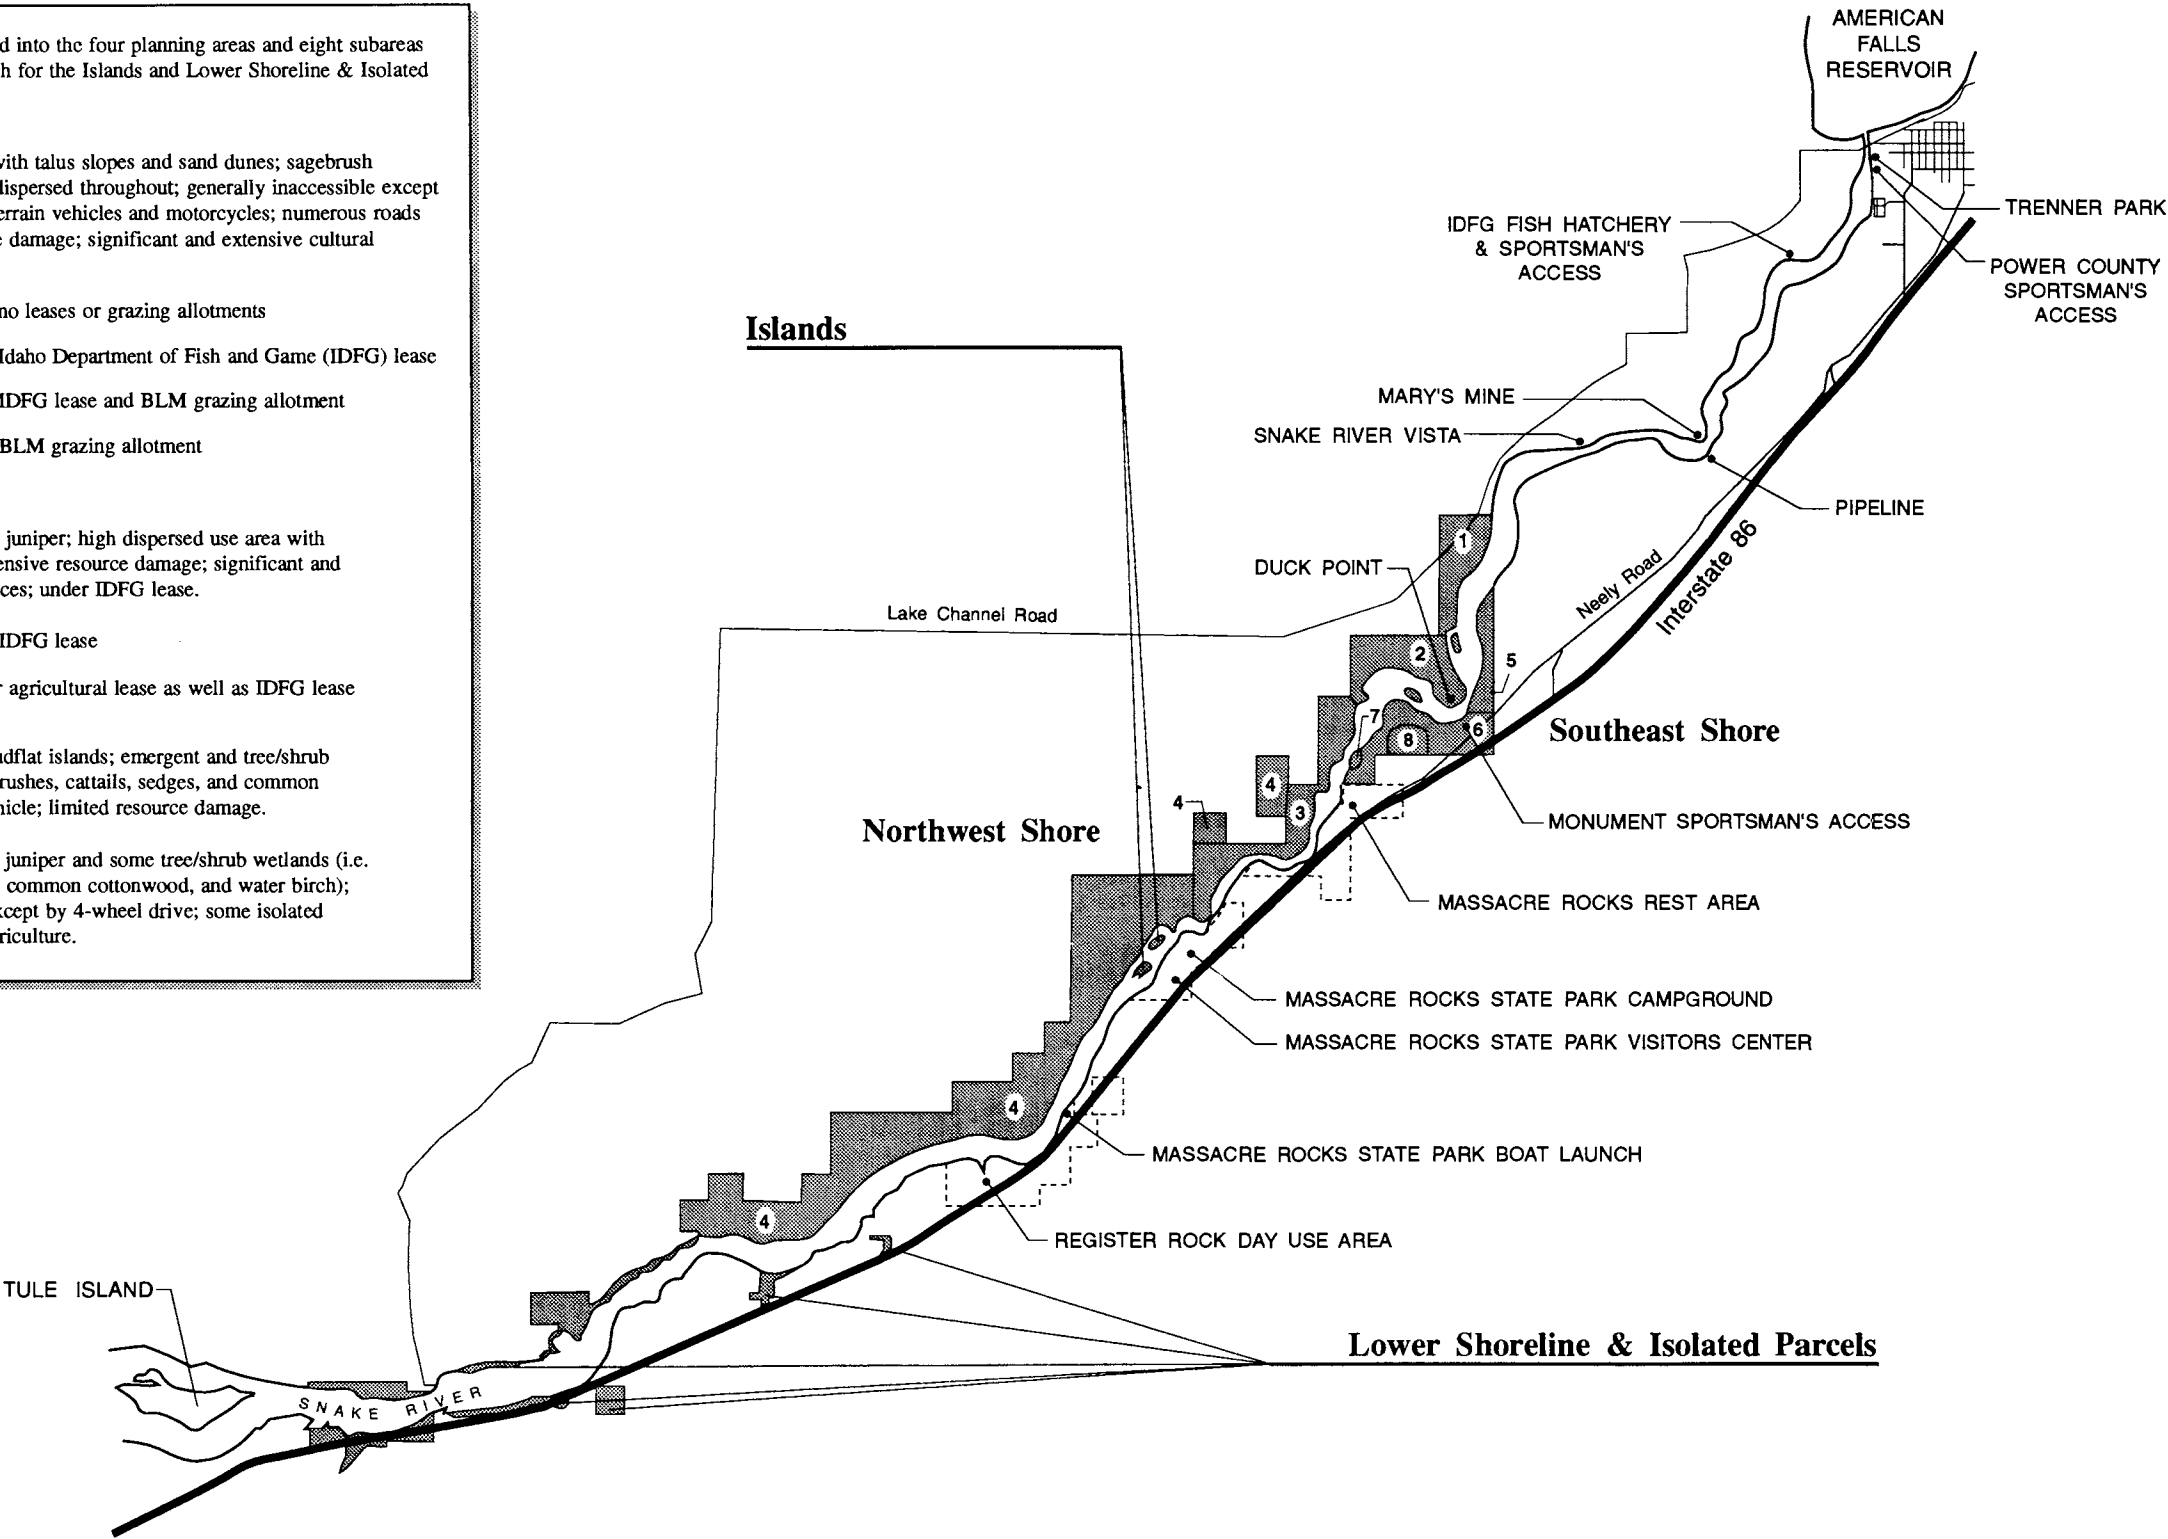 d into the four planning areas and eight subareas
h for the Islands and Lower Shoreline & Isolated
with talus slopes and sand dunes; sagebrush
dispersed throughout; generally inaccessible except
errain vehicles and motorcycles; numerous roads
e damage; significant and extensive cultural
no leases or grazing allotments
Idaho Department of Fish and Game (IDFG) lease
IDFG lease and BLM grazing allotment
BLM grazing allotment
juniper; high dispersed use area with
ensive resource damage; significant and
ces; under IDFG lease.
IDFG lease
r agricultural lease as well as IDFG lease
udflat islands; emergent and tree/shrub
rushes, cattails, sedges, and common
hicle; limited resource damage.
juniper and some tree/shrub wetlands (i.e.
common cottonwood, and water birch);
xcept by 4-wheel drive; some isolated
riculture.
AMERICAN
FALLS
RESERVOIR
TRENNER PARK
IDFG FISH HATCHERY
& SPORTSMAN'S
ACCESS
POWER COUNTY
SPORTSMAN'S
ACCESS
Islands
MARY'S MINE
SNAKE RIVER VISTA
PIPELINE
1
DUCK POINT
Neely Road
Interstate 86
Lake Channel Road
2
5
7
6
8
Southeast Shore
4
4
3
Northwest Shore
MONUMENT SPORTSMAN'S ACCESS
MASSACRE ROCKS REST AREA
MASSACRE ROCKS STATE PARK CAMPGROUND
MASSACRE ROCKS STATE PARK VISITORS CENTER
4
MASSACRE ROCKS STATE PARK BOAT LAUNCH
4
REGISTER ROCK DAY USE AREA
TULE ISLAND
Lower Shoreline & Isolated Parcels
SNAKE RIVER